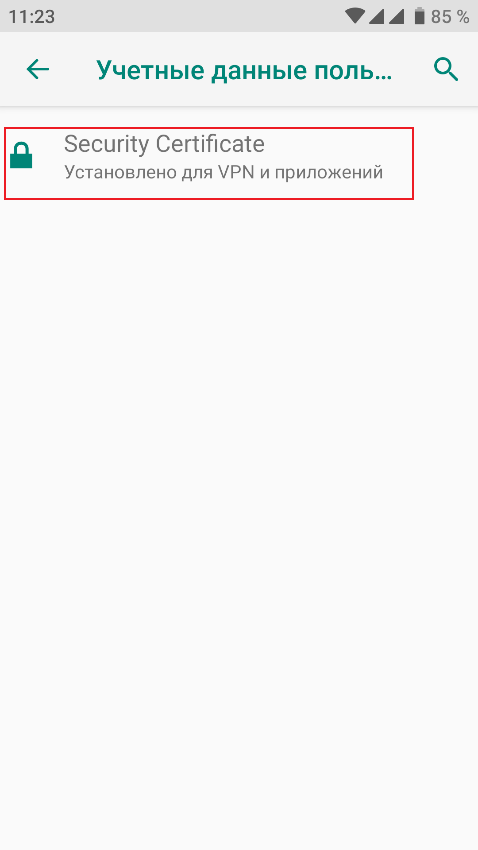 11:23 85 %
Учетные данные поль...
Security Certificate
Установлено для VPN и приложений